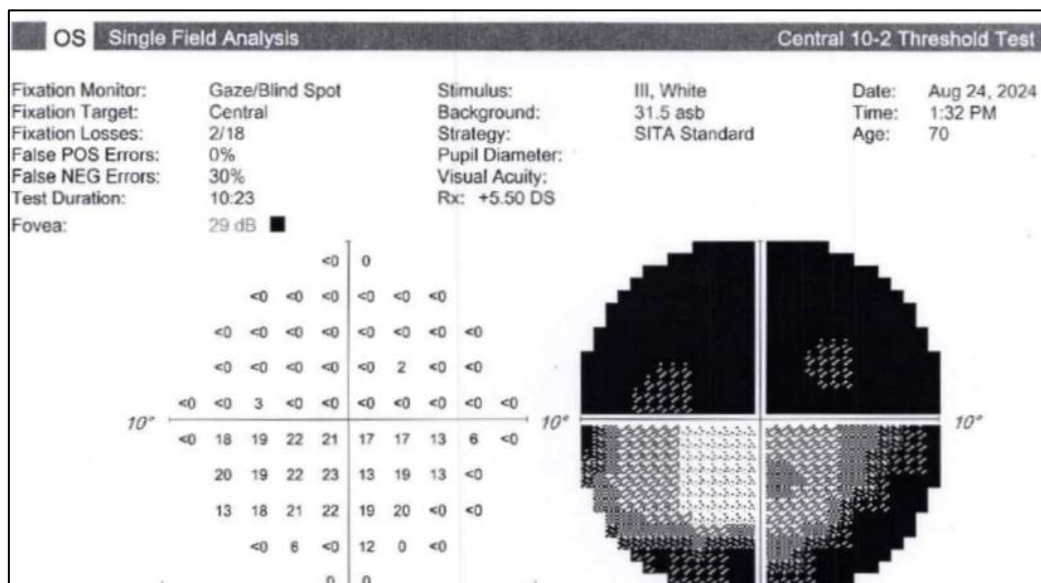 OS Single Field Analysis Central 10-2 Threshold Test
Fixation Monitor: Gaze/Blind Spot Stimulus: III, White Date: Aug 24, 2024
Fixation Target: Central Background: 31.5 asb Time: 1:32 PM
Fixation Losses: 2/18 Strategy: SITA Standard Age: 70
False POS Errors: 0% Pupil Diameter:
False NEG Errors: 30% Visual Acuity:
Test Duration: 10:23 Rx: +5.50 DS
Fovea: 29 dB
<0 0
<0 <0 <0 <0 <0 <0
<0 <0 <0 <0 <0 <0 <0 <0
<0 <0 <0 <0 <0 2 <0 <0
<0 <0 3 <0 <0 <0 <0 <0 <0 <0
10° 10° 10°
<0 18 19 22 21 17 17 13 6 <0
20 19 22 23 13 19 13 <0
13 18 21 22 19 20 <0 <0
<0 6 <0 12 0 <0
0 0